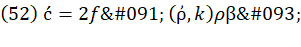 (52) ć = 2f&#091; (ṕ, k)ρβ&#093;